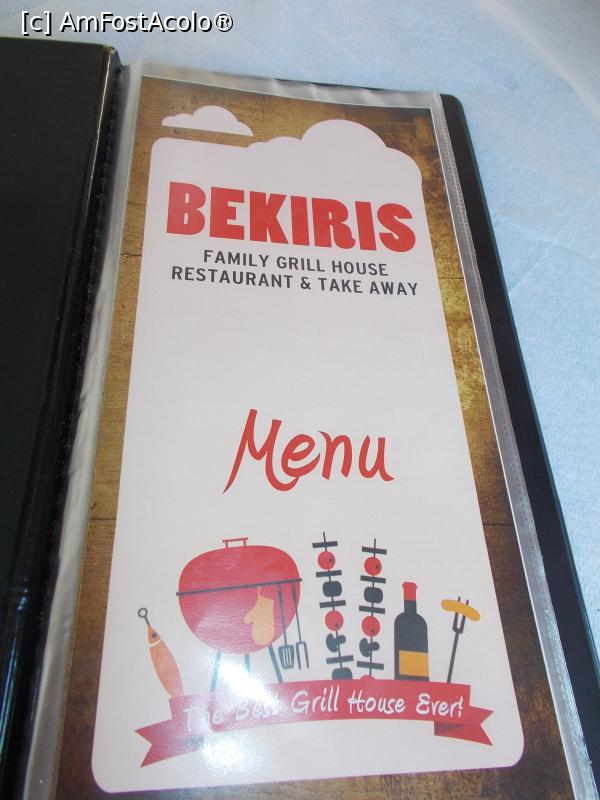 [c] AmFostAcolo®
BEKIRIS
FAMILY GRILL HOUSE
RESTAURANT & TAKE AWAY
Menu
The Best Grill House Ever!